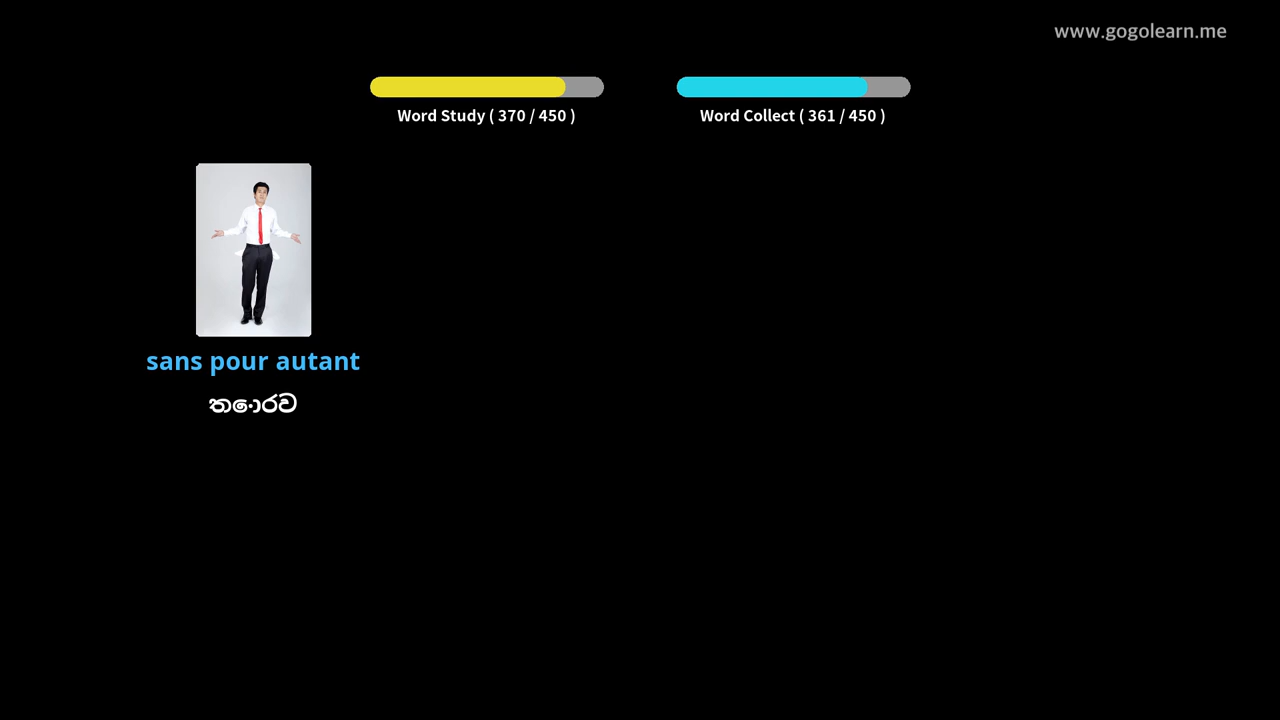 www.gogolearn.me
Word Study ( 370 / 450 )
Word Collect ( 361 / 450 )
sans pour autant
තොරව